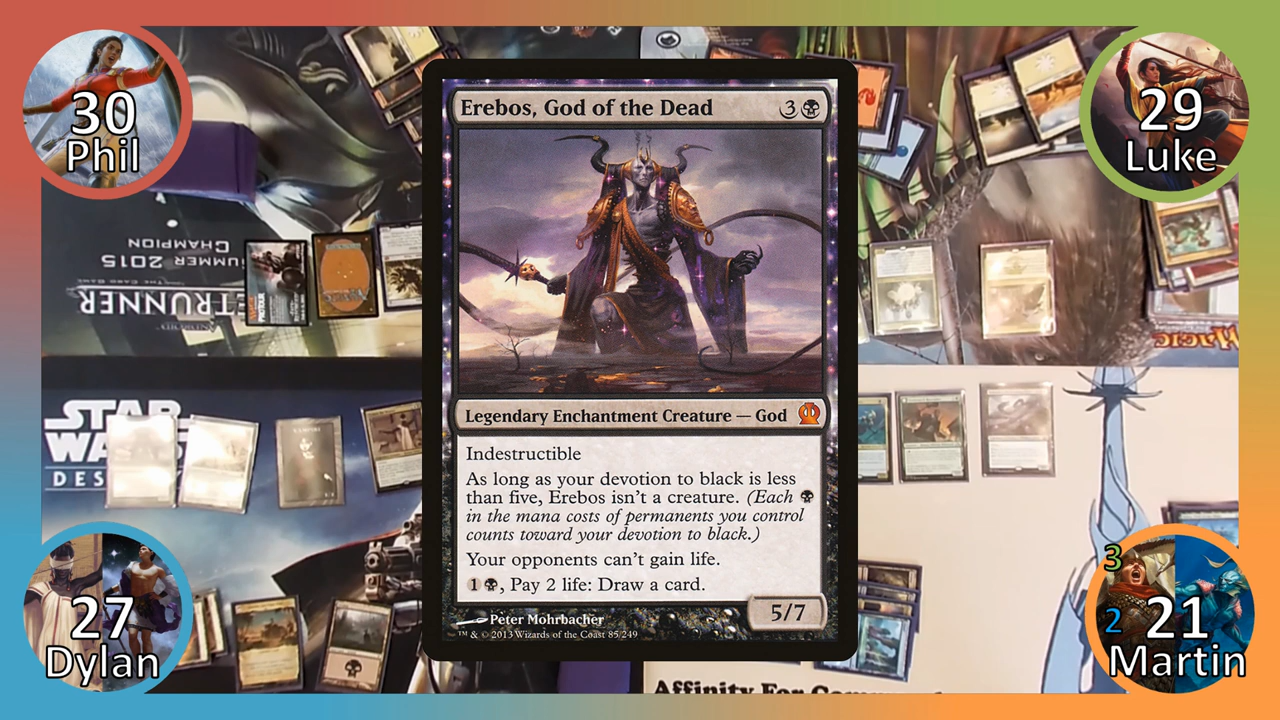 30
Phil
29
Luke
Erebos, God of the Dead 3
Legendary Enchantment Creature — God
Indestructible
As long as your devotion to black is less
than five, Erebos isn't a creature. (Each
in the mana costs of permanents you control
counts toward your devotion to black.)
Your opponents can't gain life.
1 , Pay 2 life: Draw a card.
5/7
Peter Mohrbacher
™ & © 2013 Wizards of the Coast 85/249
SUMMER 2015
CHAMPION
TRUNNER
MAGIC
STAR
WARS
DES
VAMPIRE
27
Dylan
3
2
21
Martin
Affinity For Com